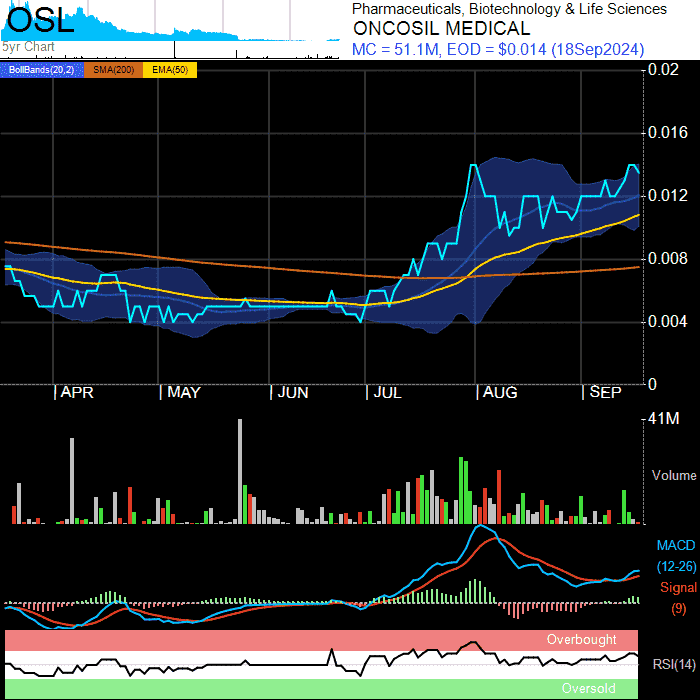 OSL
5yr Chart
Pharmaceuticals, Biotechnology & Life Sciences
ONCOSIL MEDICAL
MC = 51.1M, EOD = $0.014 (18Sep2024)
BollBands(20,2) SMA(200) EMA(50)
0.02
0.016
0.012
0.008
0.004
0
APR MAY JUN JUL AUG SEP
41M
Volume
MACD
(12-26)
Signal
(9)
Overbought
RSI(14)
Oversold